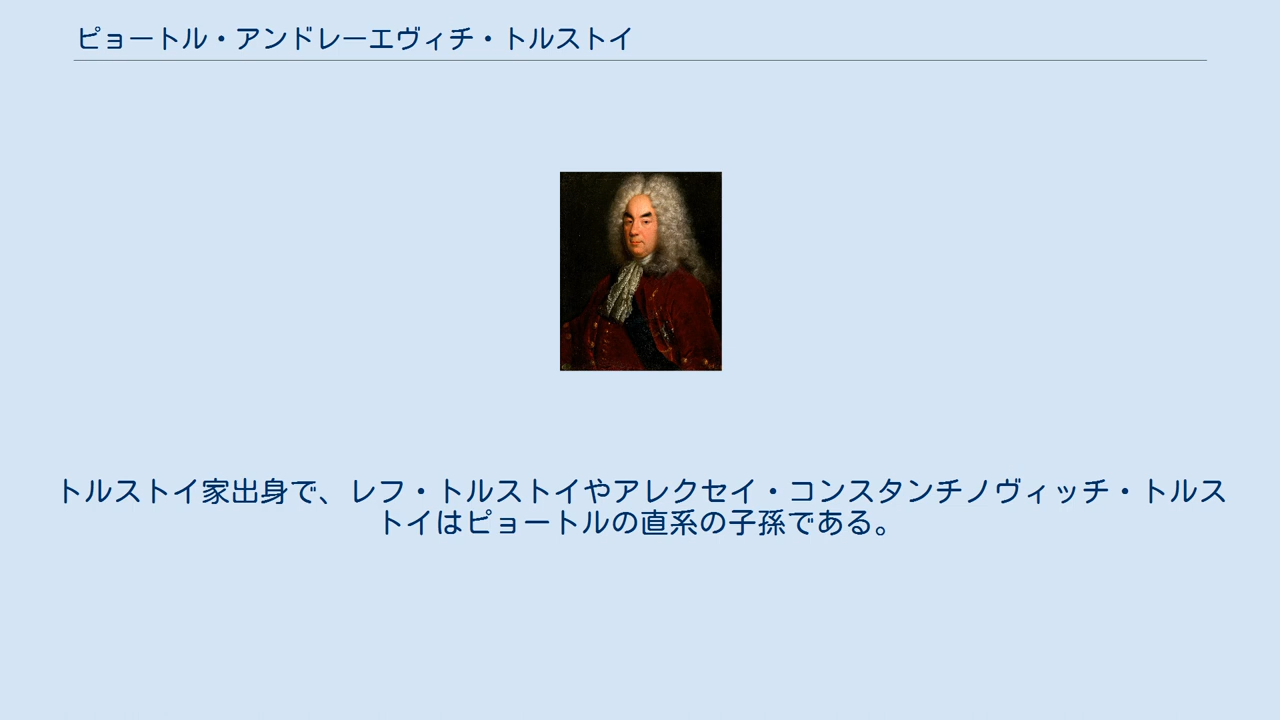 ピョートル・アンドレーエヴィチ・トルストイ
トルストイ家出身で、レフ・トルストイやアレクセイ・コンスタンチノヴィッチ・トルス
トイはピョートルの直系の子孫である。